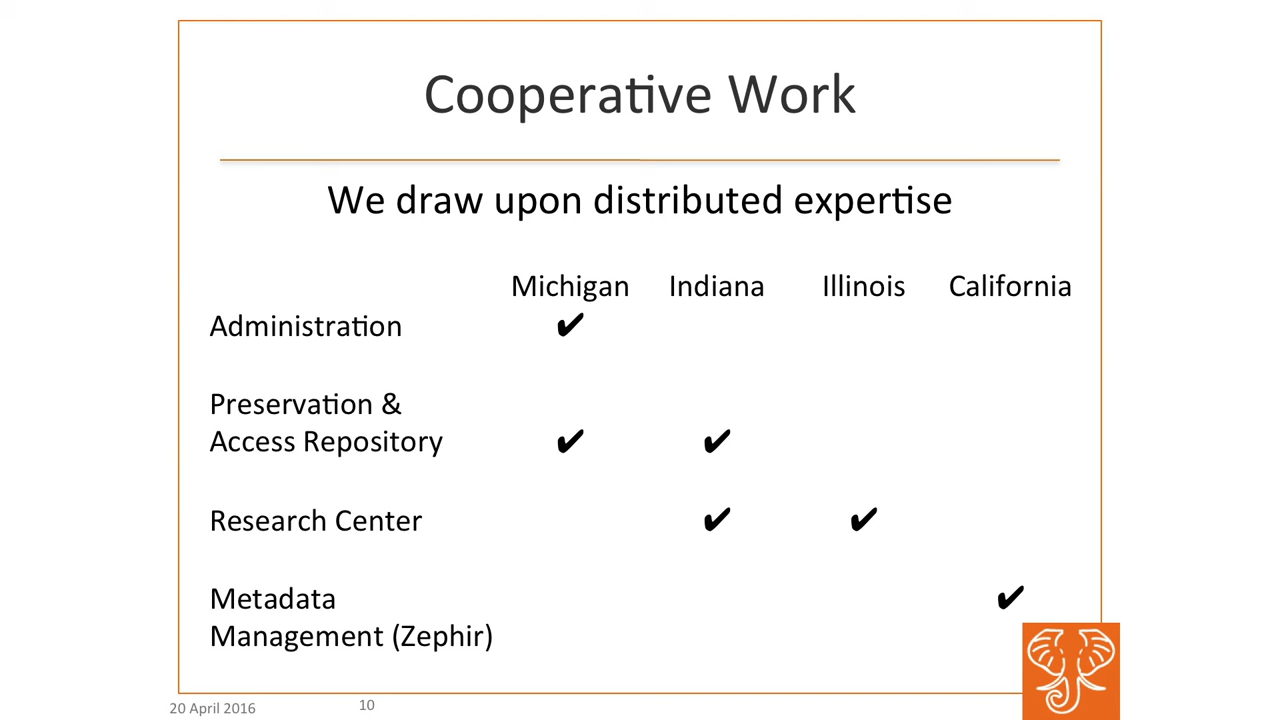 Cooperative Work
We draw upon distributed expertise
Michigan Indiana Illinois California
Administration ✔
Preservation &
Access Repository ✔ ✔
Research Center ✔ ✔
Metadata ✔
Management (Zephir)
20 April 2016 10